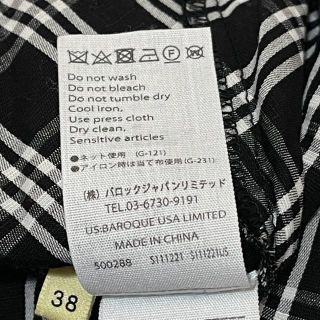 Do not wash
Do not bleach
Do not tumble dry
Cool Iron,
Use press cloth
Dry clean,
Sensitive articles
●ネット使用 (G-121)
●アイロン時は当て布使用(G-231)
(株) バロックジャパンリミテッド
TEL.03-6730-9191
US:BAROQUE USA LIMITED
MADE IN CHINA
500288 S111221 S111221US
38